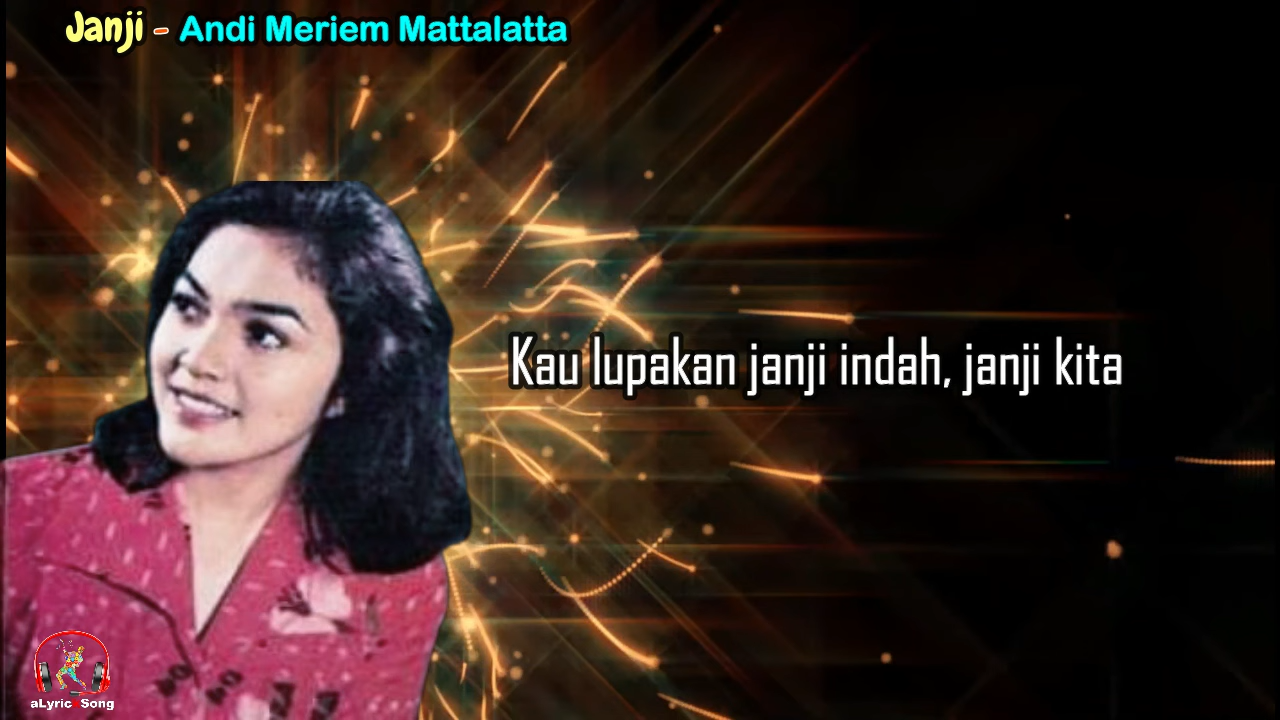 Janji - Andi Meriem Mattalatta
Kau lupakan janji indah, janji kita
aLyric Song